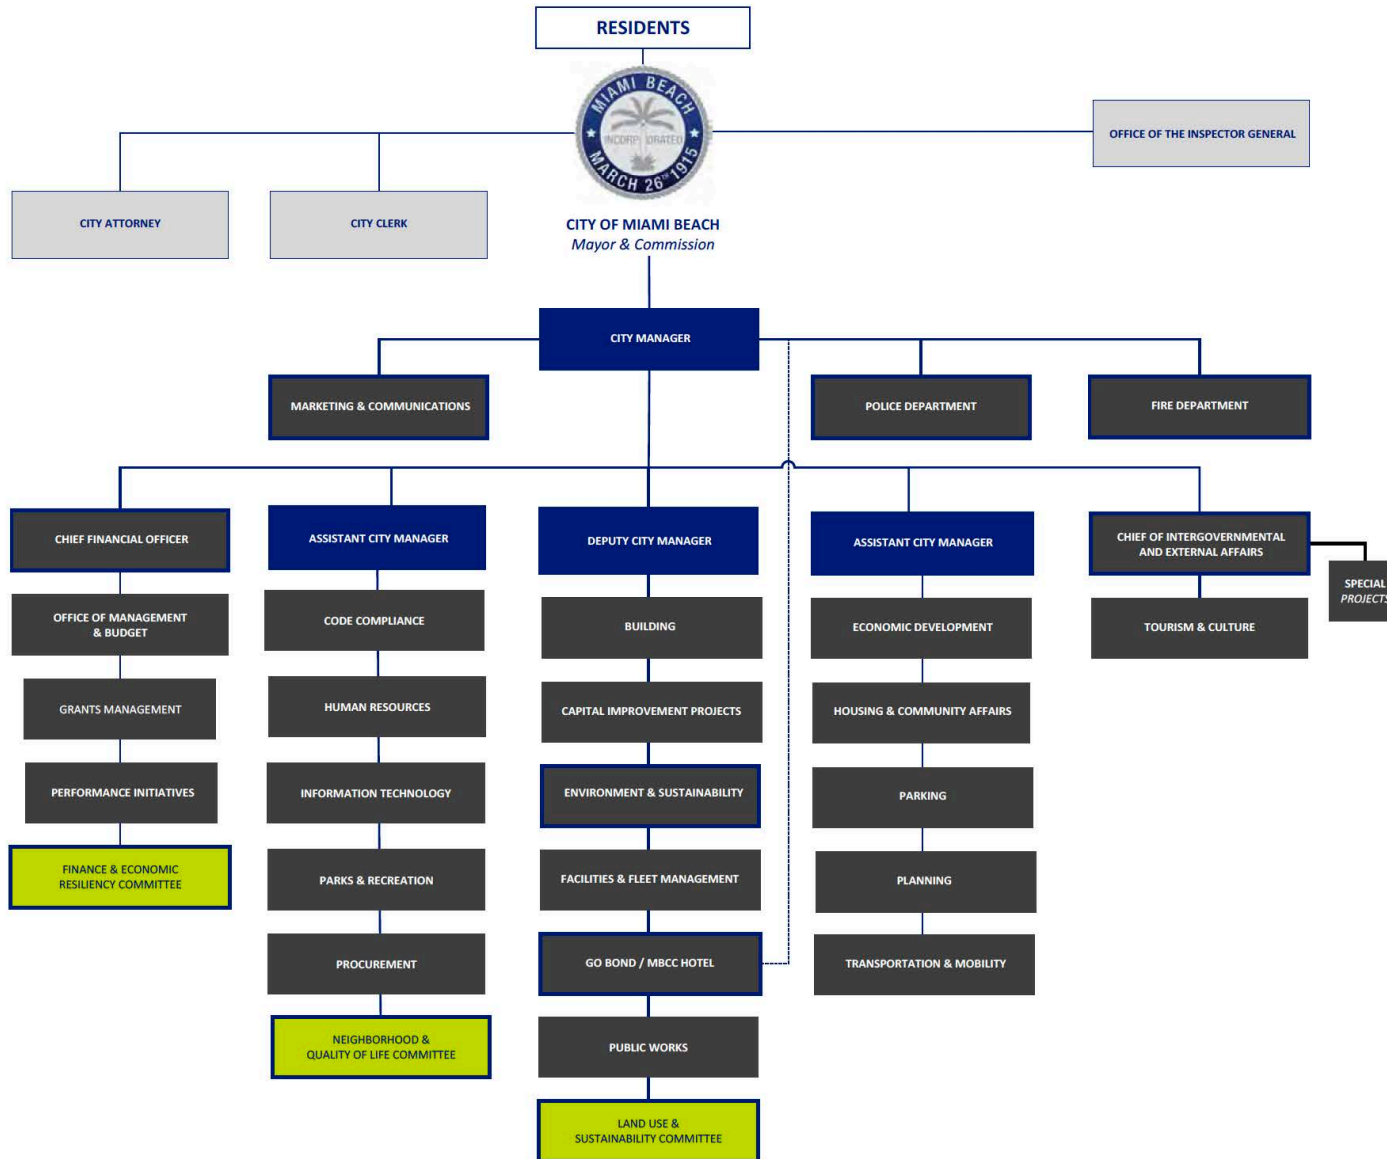 RESIDENTS
MIAMI BEACH
INCORP ORATED
MARCH 26TH 1915
OFFICE OF THE INSPECTOR GENERAL
CITY ATTORNEY
CITY CLERK
CITY OF MIAMI BEACH
Mayor & Commission
CITY MANAGER
MARKETING & COMMUNICATIONS
POLICE DEPARTMENT
FIRE DEPARTMENT
CHIEF FINANCIAL OFFICER
OFFICE OF MANAGEMENT
& BUDGET
GRANTS MANAGEMENT
PERFORMANCE INITIATIVES
FINANCE & ECONOMIC
RESILIENCY COMMITTEE
ASSISTANT CITY MANAGER
CODE COMPLIANCE
HUMAN RESOURCES
INFORMATION TECHNOLOGY
PARKS & RECREATION
PROCUREMENT
NEIGHBORHOOD &
QUALITY OF LIFE COMMITTEE
DEPUTY CITY MANAGER
BUILDING
CAPITAL IMPROVEMENT PROJECTS
ENVIRONMENT & SUSTAINABILITY
FACILITIES & FLEET MANAGEMENT
GO BOND / MBCC HOTEL
PUBLIC WORKS
LAND USE &
SUSTAINABILITY COMMITTEE
ASSISTANT CITY MANAGER
ECONOMIC DEVELOPMENT
HOUSING & COMMUNITY AFFAIRS
PARKING
PLANNING
TRANSPORTATION & MOBILITY
CHIEF OF INTERGOVERNMENTAL
AND EXTERNAL AFFAIRS
TOURISM & CULTURE
SPECIAL
PROJECTS